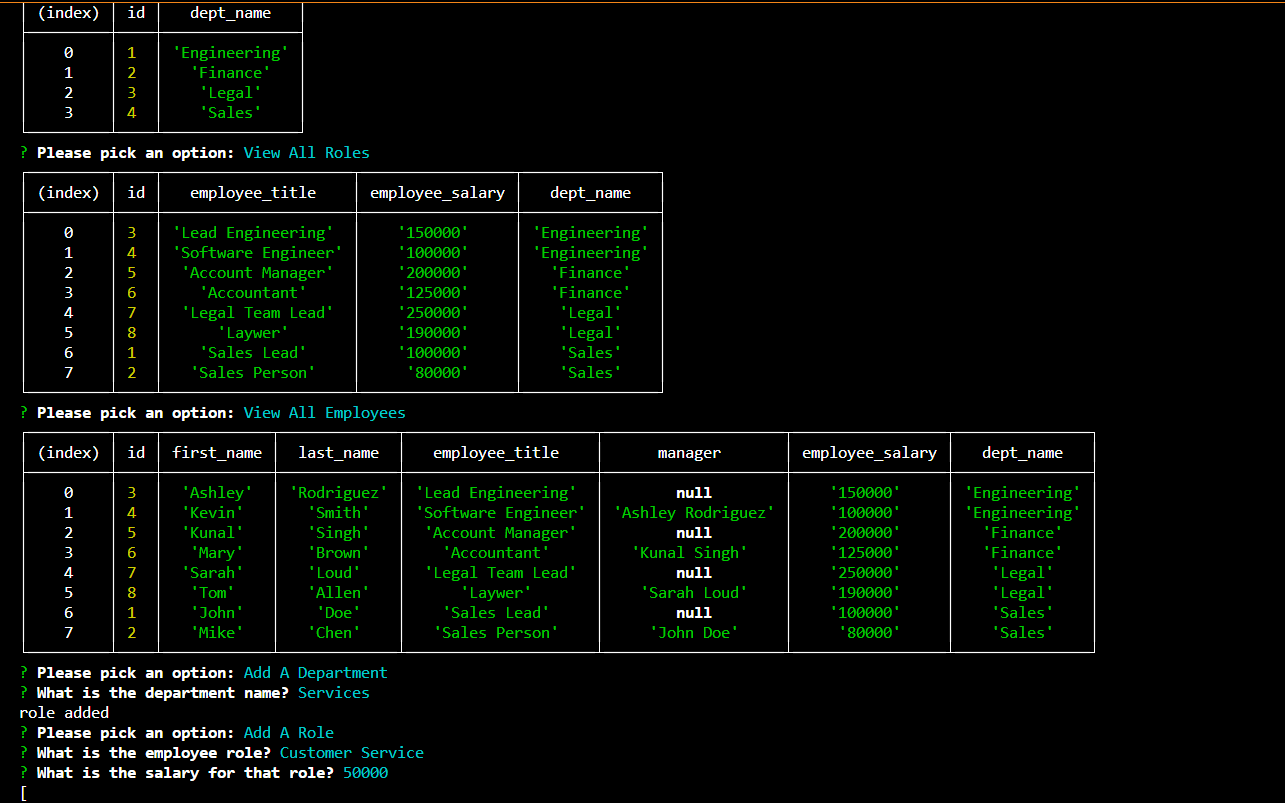 (index) id dept_name
0 1 'Engineering'
1 2 'Finance'
2 3 'Legal'
3 4 'Sales'
? Please pick an option: View All Roles
(index) id employee_title employee_salary dept_name
0 3 'Lead Engineering' '150000' 'Engineering'
1 4 'Software Engineer' '100000' 'Engineering'
2 5 'Account Manager' '200000' 'Finance'
3 6 'Accountant' '125000' 'Finance'
4 7 'Legal Team Lead' '250000' 'Legal'
5 8 'Laywer' '190000' 'Legal'
6 1 'Sales Lead' '100000' 'Sales'
7 2 'Sales Person' '80000' 'Sales'
? Please pick an option: View All Employees
(index) id first_name last_name employee_title manager employee_salary dept_name
0 3 'Ashley' 'Rodriguez' 'Lead Engineering' null '150000' 'Engineering'
1 4 'Kevin' 'Smith' 'Software Engineer' 'Ashley Rodriguez' '100000' 'Engineering'
2 5 'Kunal' 'Singh' 'Account Manager' null '200000' 'Finance'
3 6 'Mary' 'Brown' 'Accountant' 'Kunal Singh' '125000' 'Finance'
4 7 'Sarah' 'Loud' 'Legal Team Lead' null '250000' 'Legal'
5 8 'Tom' 'Allen' 'Laywer' 'Sarah Loud' '190000' 'Legal'
6 1 'John' 'Doe' 'Sales Lead' null '100000' 'Sales'
7 2 'Mike' 'Chen' 'Sales Person' 'John Doe' '80000' 'Sales'
? Please pick an option: Add A Department
? What is the department name? Services
role added
? Please pick an option: Add A Role
? What is the employee role? Customer Service
? What is the salary for that role? 50000
[